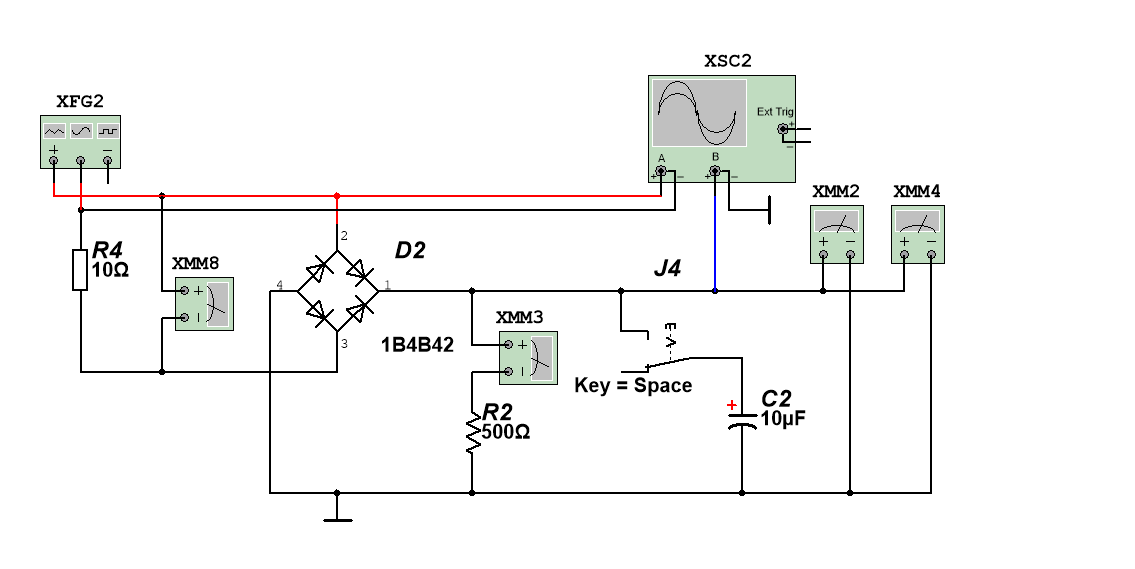 XSC2
XFG2
Ext Trig
+
−
+
−
A
B
+
−
+
−
XMM2
XMM4
+
−
+
−
R4
10Ω
XMM8
+
−
2
D2
4
1
3
1B4B42
J4
XMM3
+
−
Key = Space
R2
500Ω
+
C2
10µF